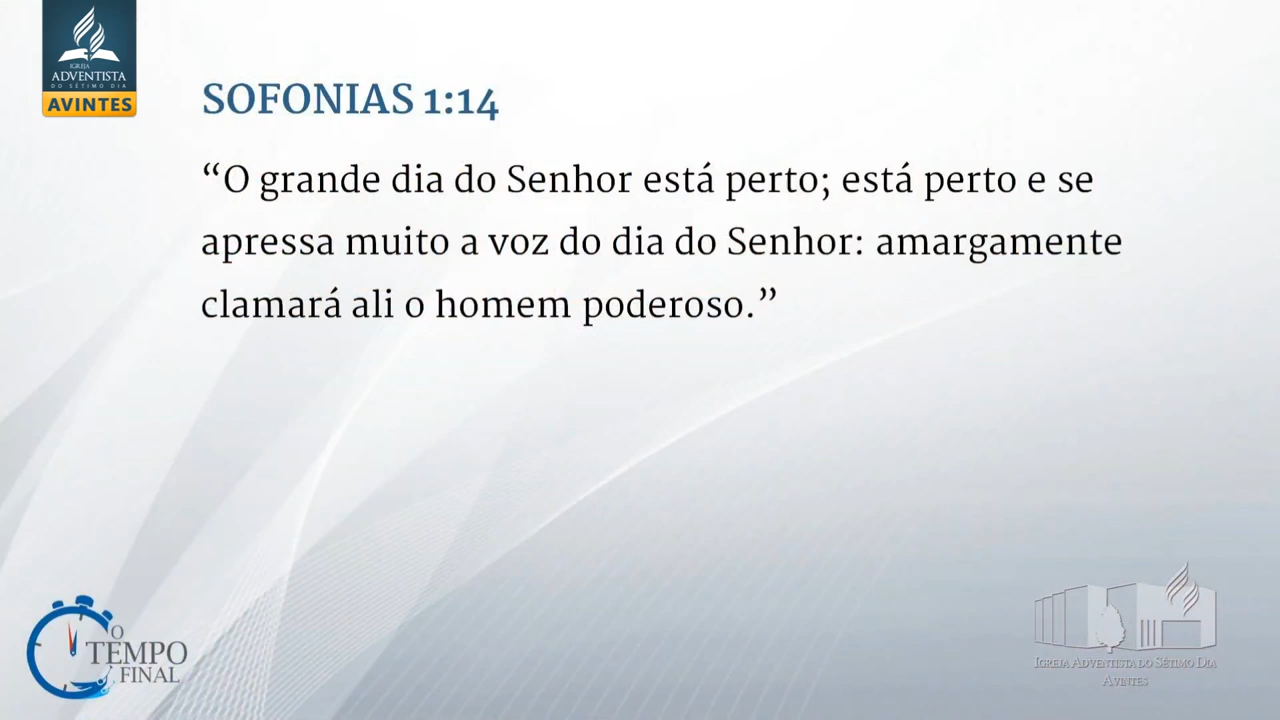 IGREJA
ADVENTISTA
DO SÉTIMO DIA
AVINTES
SOFONIAS 1:14
“O grande dia do Senhor está perto; está perto e se
apressa muito a voz do dia do Senhor: amargamente
clamará ali o homem poderoso.”
O
TEMPO
FINAL
IGREJA ADVENTISTA DO SÉTIMO DIA
AVINTES